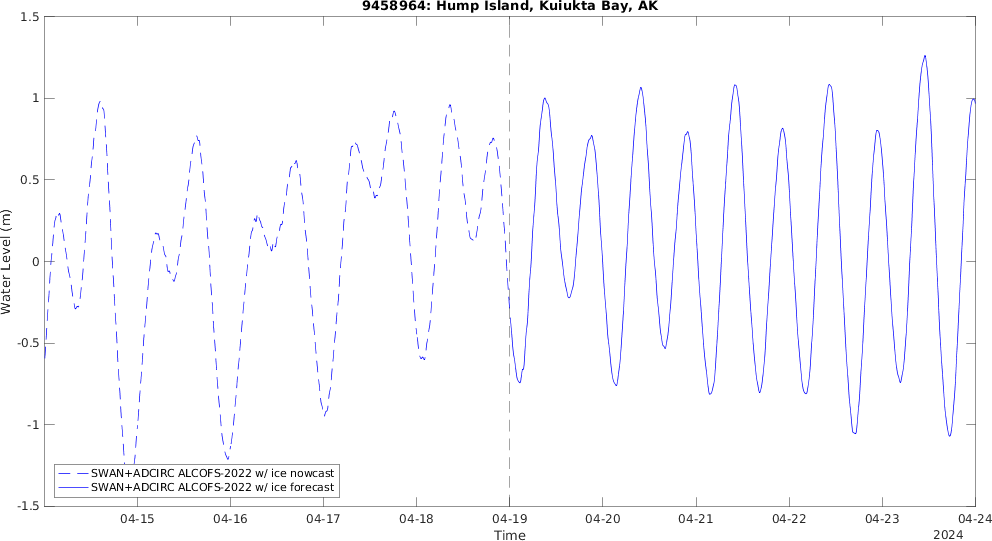 9458964: Hump Island, Kuiukta Bay, AK
Water Level (m)
1.5
1
0.5
0
-0.5
-1
-1.5
SWAN+ADCIRC ALCOFS-2022 w/ ice nowcast
SWAN+ADCIRC ALCOFS-2022 w/ ice forecast
04-15 04-16 04-17 04-18 04-19 04-20 04-21 04-22 04-23 04-24
Time
2024